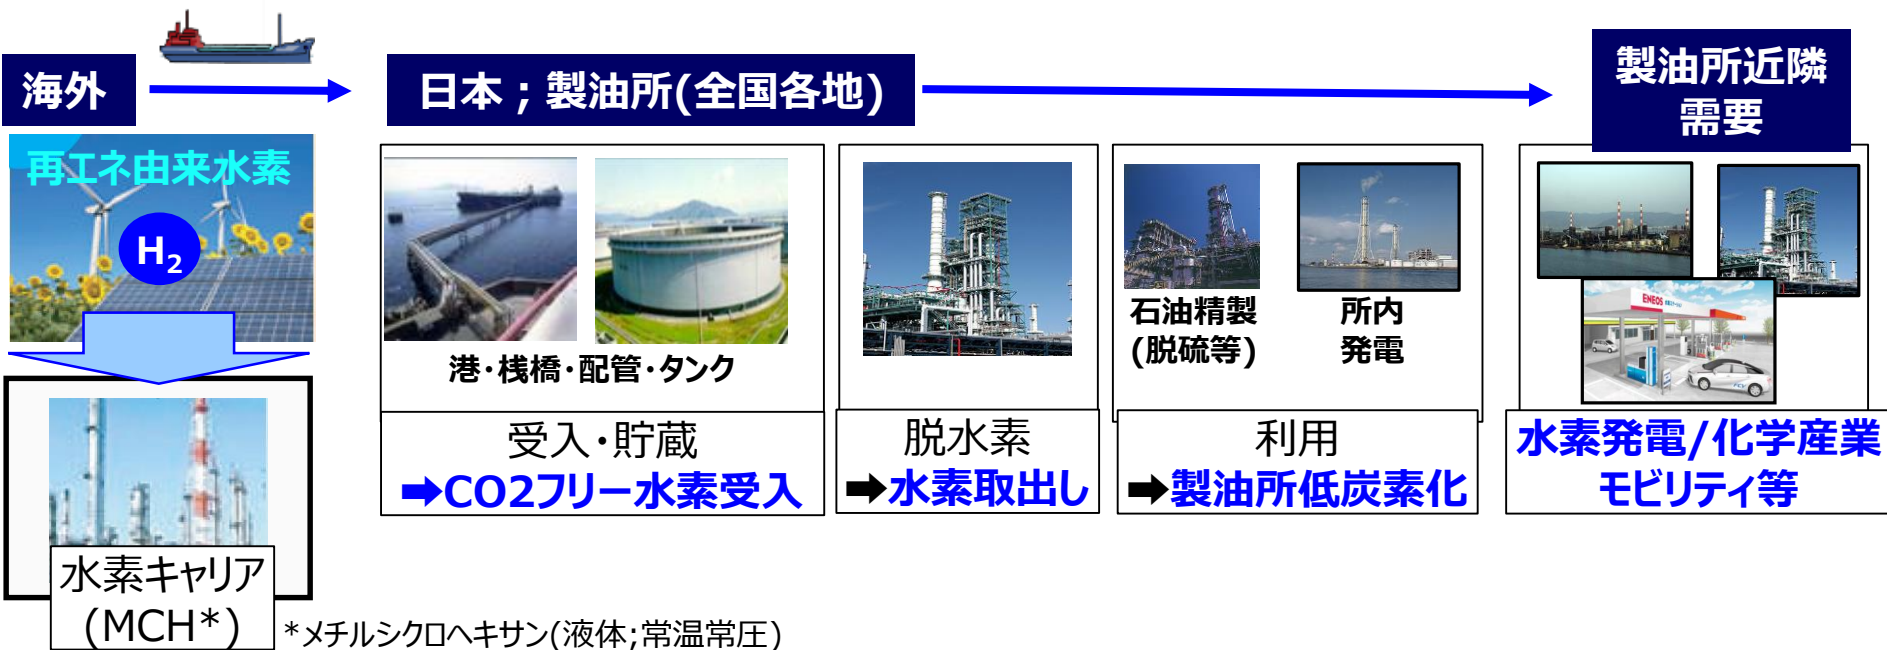 海外
日本；製油所(全国各地)
製油所近隣
需要
再エネ由来水素
H2
水素キャリア
(MCH*)
*メチルシクロヘキサン(液体;常温常圧)
港・桟橋・配管・タンク
受入・貯蔵
➡CO2フリー水素受入
脱水素
➡水素取出し
石油精製
(脱硫等)
所内
発電
利用
➡製油所低炭素化
ENEOS
FCV
水素発電/化学産業
モビリティ等